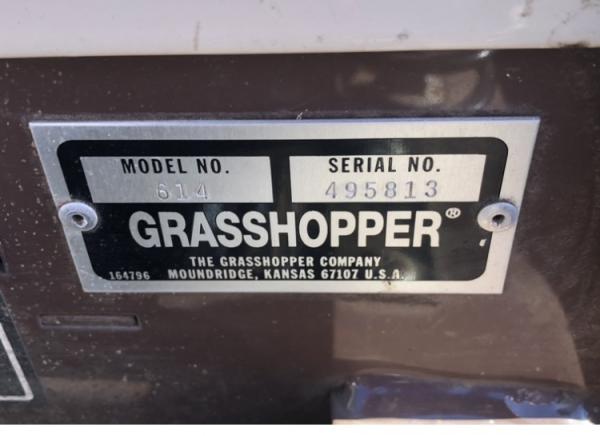 MODEL NO. SERIAL NO.
614 495813
GRASSHOPPER®
THE GRASSHOPPER COMPANY
164796 MOUNDRIDGE, KANSAS 67107 U.S.A.